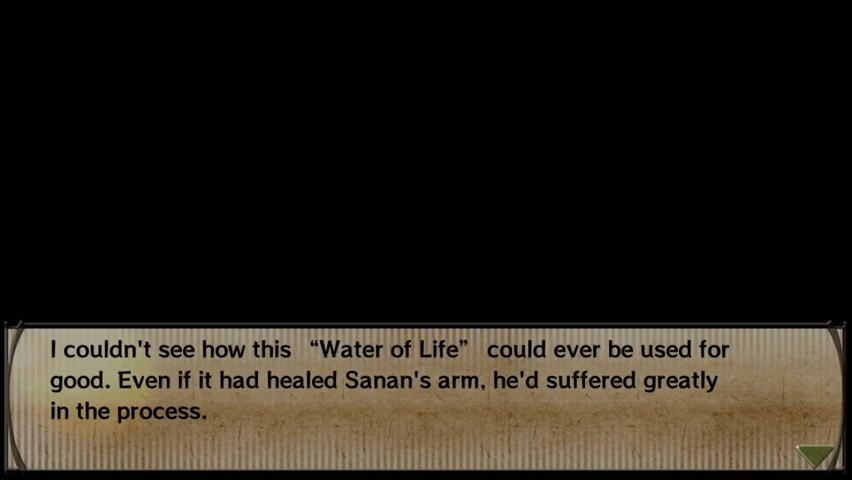 I couldn't see how this “Water of Life” could ever be used for
good. Even if it had healed Sanan's arm, he'd suffered greatly
in the process.